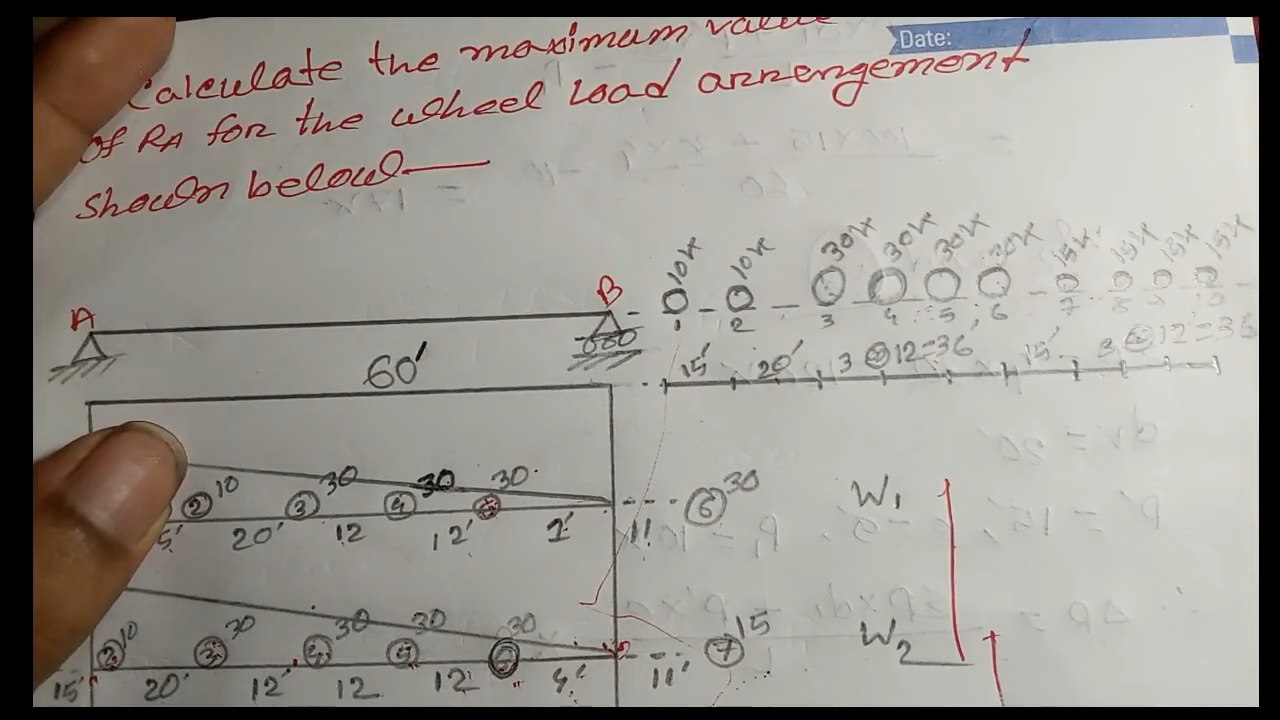 Calculate the maximum value
Date:
of RA for the wheel load arrengement
shown below
A
B
60'
10k 10k 30k 30k 30k 30k 15k 15k 15k 15k
1 2 3 4 5 6 7 8 9 10
15' 20' 3@12=36' 15' 3@12=36
2 10 3 30 4 30 30 6 30 W1
5' 20' 12 12' 1' 11'
2 10 3 30 4 30 30 30 7 15 W2
15' 20' 12' 12 12 4' 11'